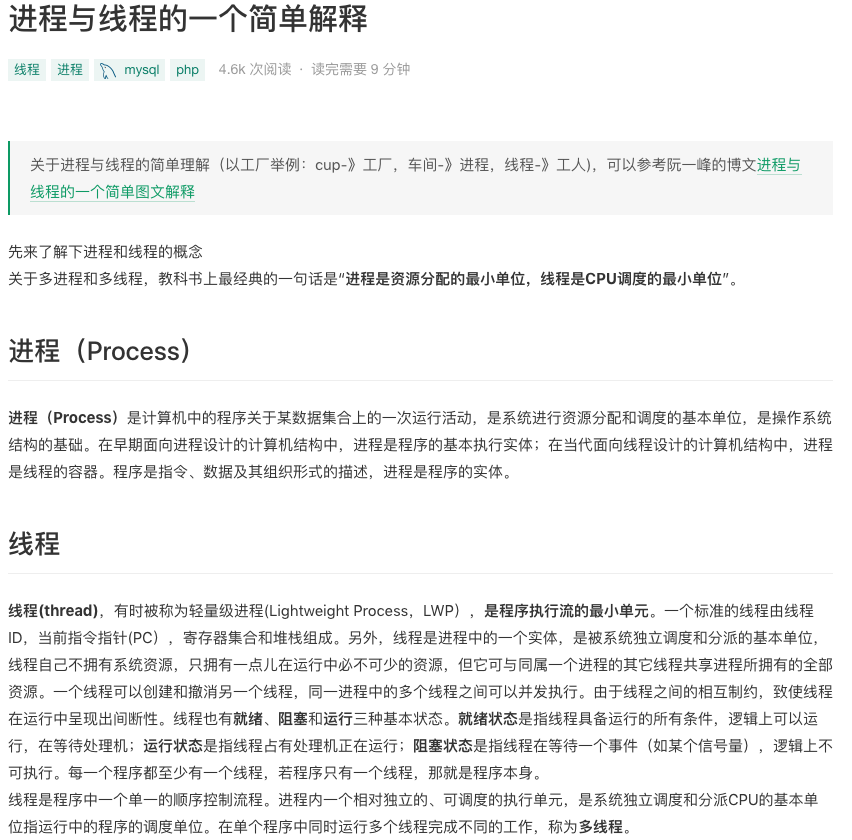 进程与线程的一个简单解释
线程 进程 mysql php 4.6k 次阅读 · 读完需要 9 分钟
关于进程与线程的简单理解（以工厂举例：cup-》工厂，车间-》进程，线程-》工人)，可以参考阮一峰的博文进程与
线程的一个简单图文解释
先来了解下进程和线程的概念
关于多进程和多线程，教科书上最经典的一句话是“进程是资源分配的最小单位，线程是CPU调度的最小单位”。
进程（Process）
进程（Process）是计算机中的程序关于某数据集合上的一次运行活动，是系统进行资源分配和调度的基本单位，是操作系统
结构的基础。在早期面向进程设计的计算机结构中，进程是程序的基本执行实体；在当代面向线程设计的计算机结构中，进程
是线程的容器。程序是指令、数据及其组织形式的描述，进程是程序的实体。
线程
线程(thread)，有时被称为轻量级进程(Lightweight Process，LWP），是程序执行流的最小单元。一个标准的线程由线程
ID，当前指令指针(PC），寄存器集合和堆栈组成。另外，线程是进程中的一个实体，是被系统独立调度和分派的基本单位，
线程自己不拥有系统资源，只拥有一点儿在运行中必不可少的资源，但它可与同属一个进程的其它线程共享进程所拥有的全部
资源。一个线程可以创建和撤消另一个线程，同一进程中的多个线程之间可以并发执行。由于线程之间的相互制约，致使线程
在运行中呈现出间断性。线程也有就绪、阻塞和运行三种基本状态。就绪状态是指线程具备运行的所有条件，逻辑上可以运
行，在等待处理机；运行状态是指线程占有处理机正在运行；阻塞状态是指线程在等待一个事件（如某个信号量），逻辑上不
可执行。每一个程序都至少有一个线程，若程序只有一个线程，那就是程序本身。
线程是程序中一个单一的顺序控制流程。进程内一个相对独立的、可调度的执行单元，是系统独立调度和分派CPU的基本单
位指运行中的程序的调度单位。在单个程序中同时运行多个线程完成不同的工作，称为多线程。